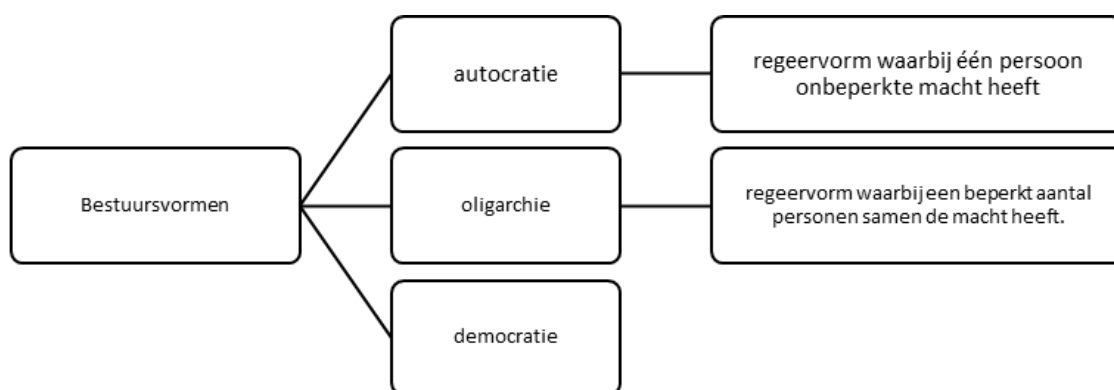 autocratie
regeervorm waarbij één persoon
onbeperkte macht heeft
Bestuursvormen
oligarchie
regeervorm waarbij een beperkt aantal
personen samen de macht heeft.
democratie